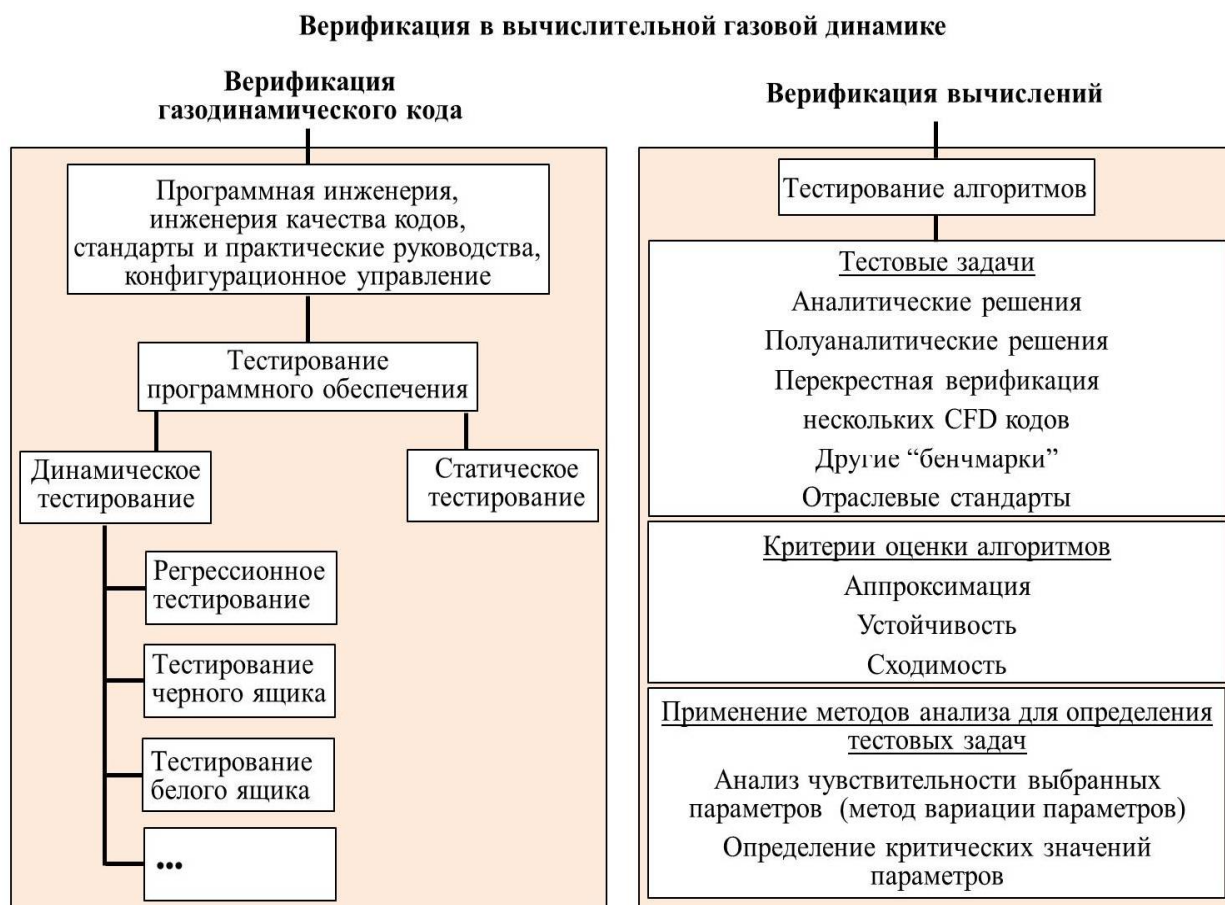 Верификация в вычислительной газовой динамике
Верификация
газодинамического кода
Программная инженерия,
инженерия качества кодов,
стандарты и практические руководства,
конфигурационное управление
Тестирование
программного обеспечения
Динамическое
тестирование
Статическое
тестирование
Регрессионное
тестирование
Тестирование
черного ящика
Тестирование
белого ящика
...
Верификация вычислений
Тестирование алгоритмов
Тестовые задачи
Аналитические решения
Полуаналитические решения
Перекрестная верификация
нескольких CFD кодов
Другие “бенчмарки”
Отраслевые стандарты
Критерии оценки алгоритмов
Аппроксимация
Устойчивость
Сходимость
Применение методов анализа для определения
тестовых задач
Анализ чувствительности выбранных
параметров (метод вариации параметров)
Определение критических значений
параметров